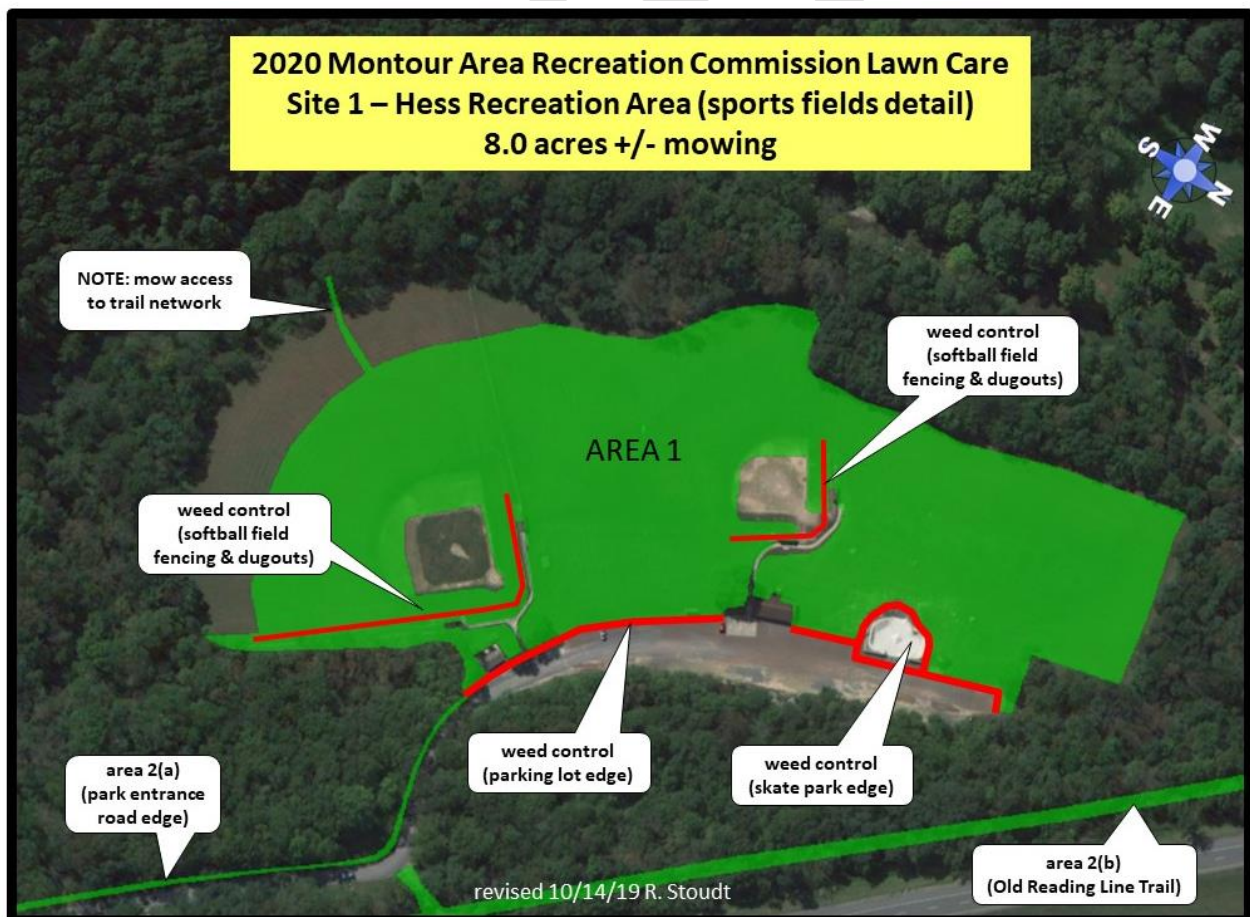 2020 Montour Area Recreation Commission Lawn Care
Site 1 – Hess Recreation Area (sports fields detail)
8.0 acres +/- mowing
W
S
N
E
NOTE: mow access
to trail network
weed control
(softball field
fencing & dugouts)
AREA 1
weed control
(softball field
fencing & dugouts)
weed control
(parking lot edge)
weed control
(skate park edge)
area 2(a)
(park entrance
road edge)
area 2(b)
(Old Reading Line Trail)
revised 10/14/19 R. Stoudt